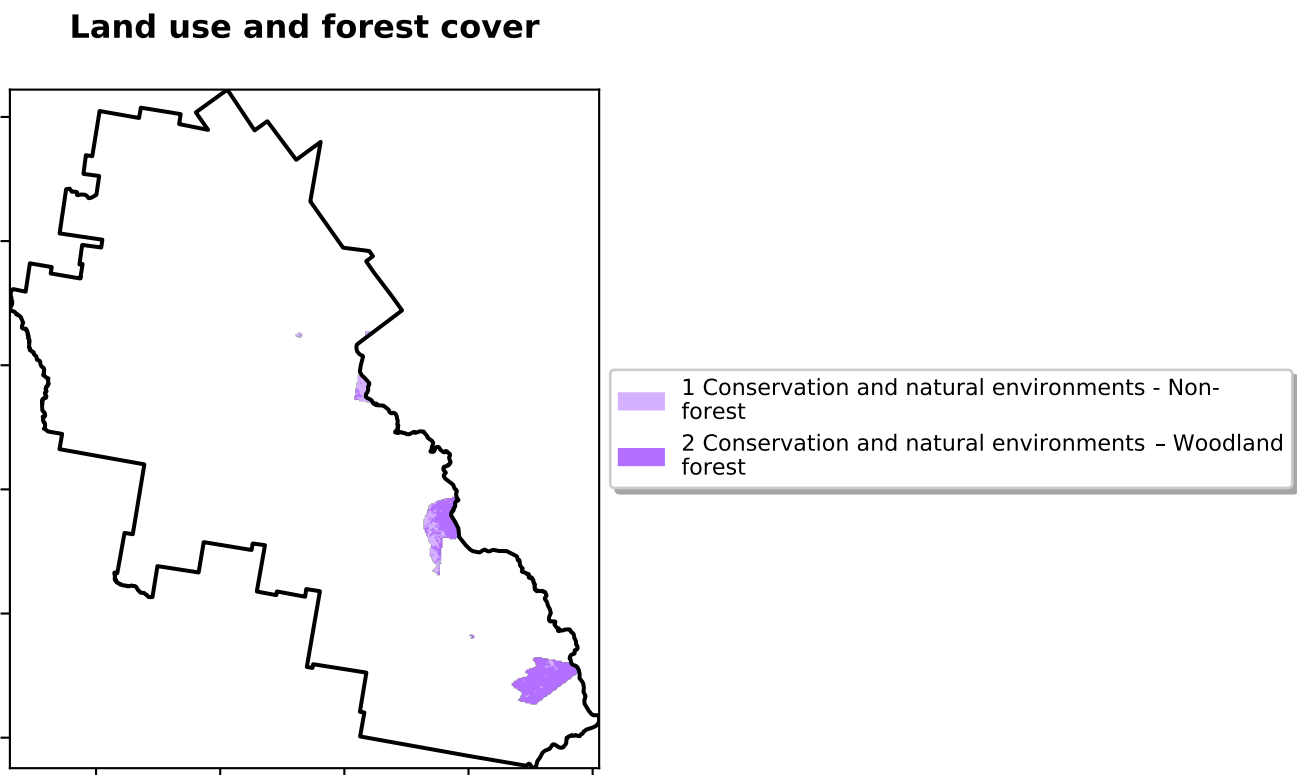 Land use and forest cover
1 Conservation and natural environments - Non-
forest
2 Conservation and natural environments – Woodland
forest